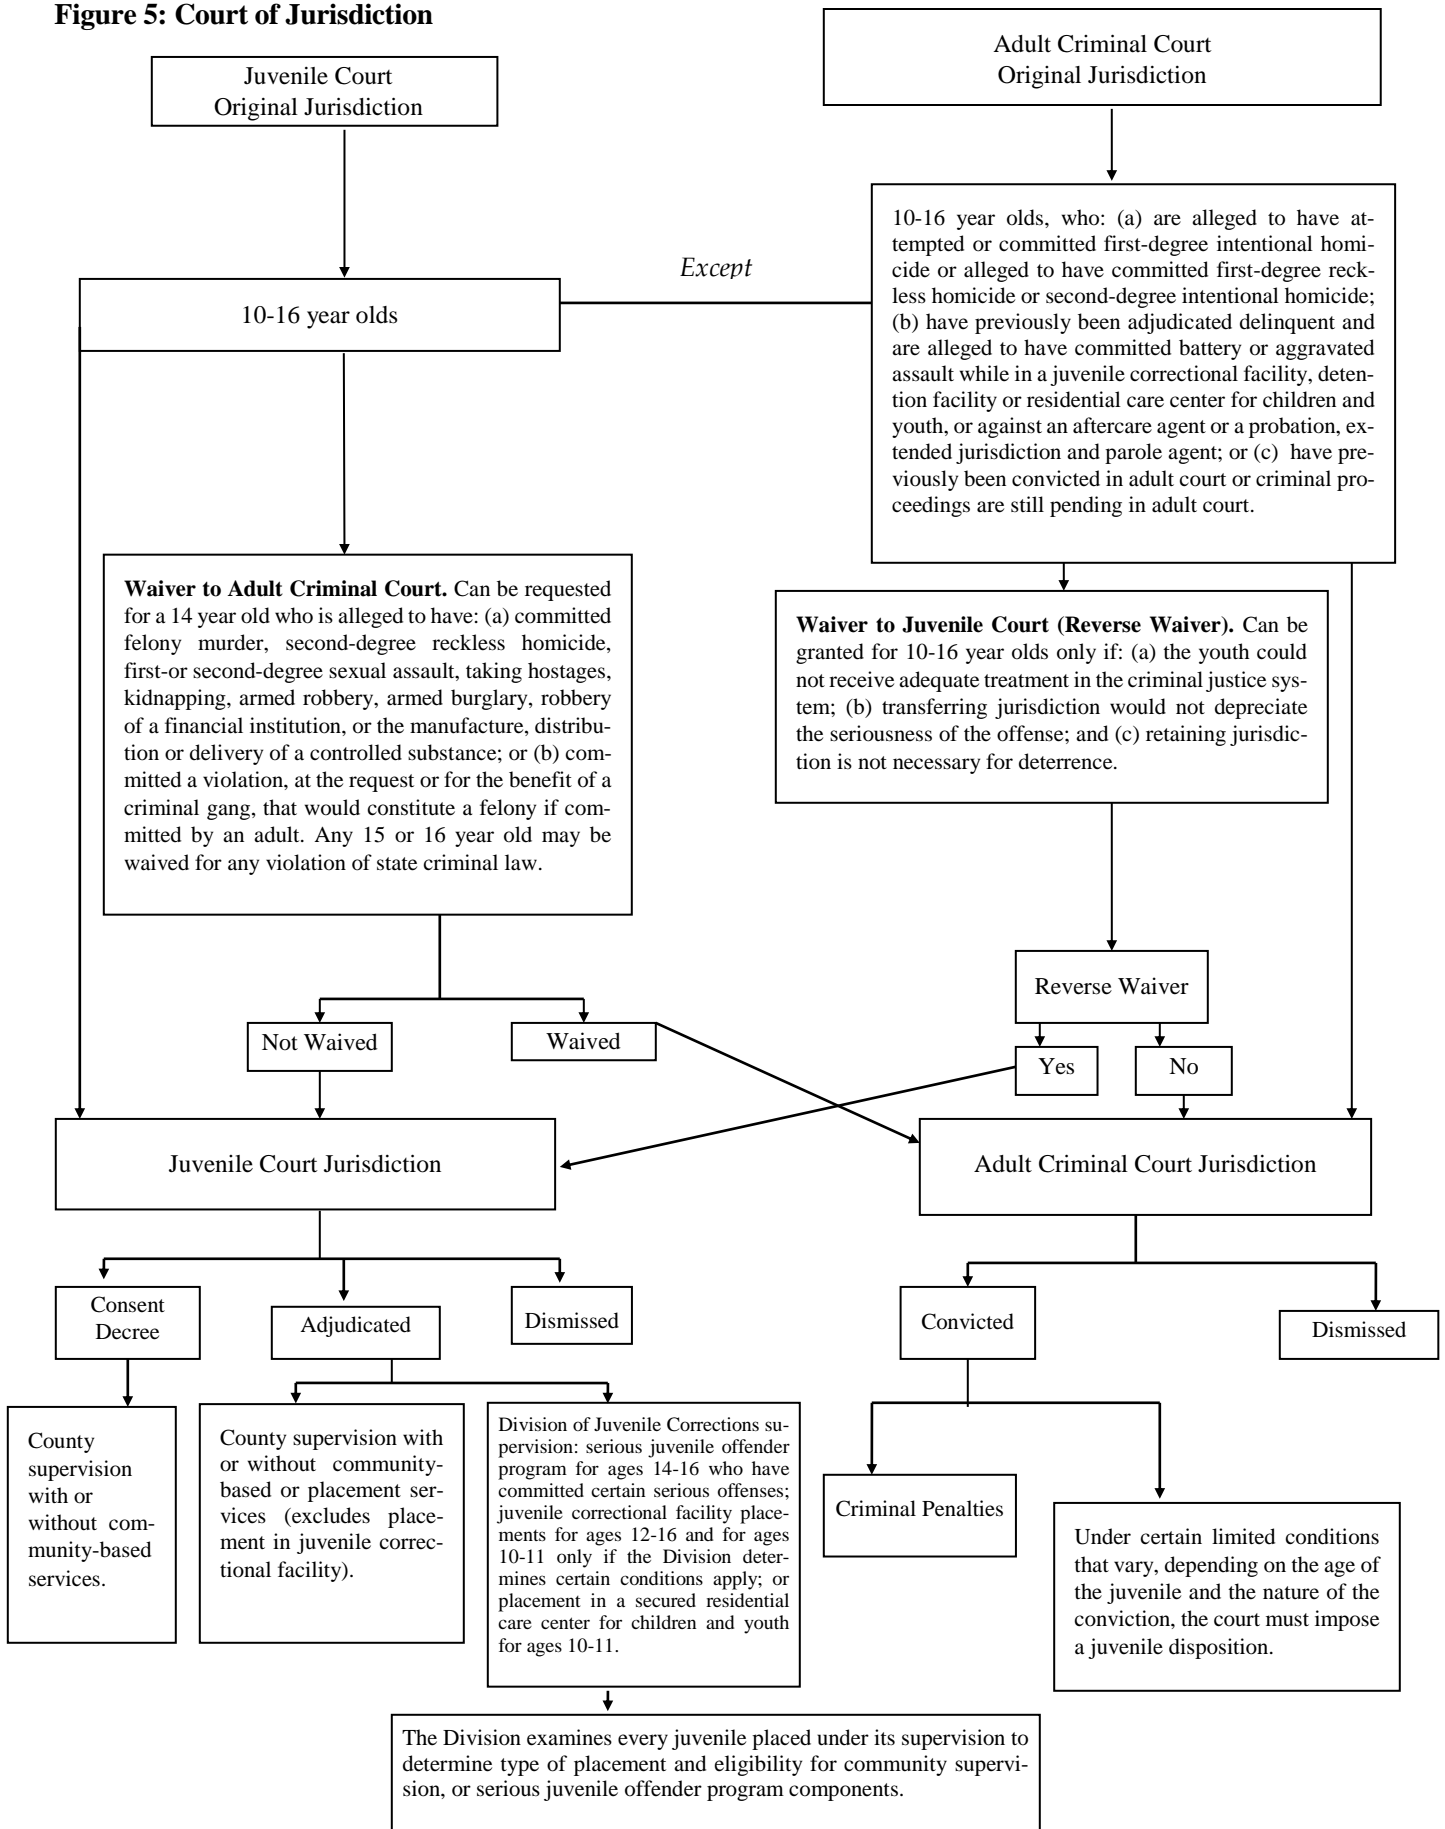 Figure 5: Court of Jurisdiction
Juvenile Court
Original Jurisdiction
Adult Criminal Court
Original Jurisdiction
10-16 year olds
Except
10-16 year olds, who: (a) are alleged to have at-
tempted or committed first-degree intentional homi-
cide or alleged to have committed first-degree reck-
less homicide or second-degree intentional homicide;
(b) have previously been adjudicated delinquent and
are alleged to have committed battery or aggravated
assault while in a juvenile correctional facility, deten-
tion facility or residential care center for children and
youth, or against an aftercare agent or a probation, ex-
tended jurisdiction and parole agent; or (c) have pre-
viously been convicted in adult court or criminal pro-
ceedings are still pending in adult court.
Waiver to Adult Criminal Court. Can be requested
for a 14 year old who is alleged to have: (a) committed
felony murder, second-degree reckless homicide,
first-or second-degree sexual assault, taking hostages,
kidnapping, armed robbery, armed burglary, robbery
of a financial institution, or the manufacture, distribu-
tion or delivery of a controlled substance; or (b) com-
mitted a violation, at the request or for the benefit of a
criminal gang, that would constitute a felony if com-
mitted by an adult. Any 15 or 16 year old may be
waived for any violation of state criminal law.
Waiver to Juvenile Court (Reverse Waiver). Can be
granted for 10-16 year olds only if: (a) the youth could
not receive adequate treatment in the criminal justice sys-
tem; (b) transferring jurisdiction would not depreciate
the seriousness of the offense; and (c) retaining jurisdic-
tion is not necessary for deterrence.
Reverse Waiver
Not Waived
Waived
Yes
No
Juvenile Court Jurisdiction
Adult Criminal Court Jurisdiction
Consent
Decree
Adjudicated
Dismissed
Convicted
Dismissed
County
supervision
with or
without com-
munity-based
services.
County supervision with
or without community-
based or placement ser-
vices (excludes place-
ment in juvenile correc-
tional facility).
Division of Juvenile Corrections su-
pervision: serious juvenile offender
program for ages 14-16 who have
committed certain serious offenses;
juvenile correctional facility place-
ments for ages 12-16 and for ages
10-11 only if the Division deter-
mines certain conditions apply; or
placement in a secured residential
care center for children and youth
for ages 10-11.
Criminal Penalties
Under certain limited conditions
that vary, depending on the age of
the juvenile and the nature of the
conviction, the court must impose
a juvenile disposition.
The Division examines every juvenile placed under its supervision to
determine type of placement and eligibility for community supervi-
sion, or serious juvenile offender program components.